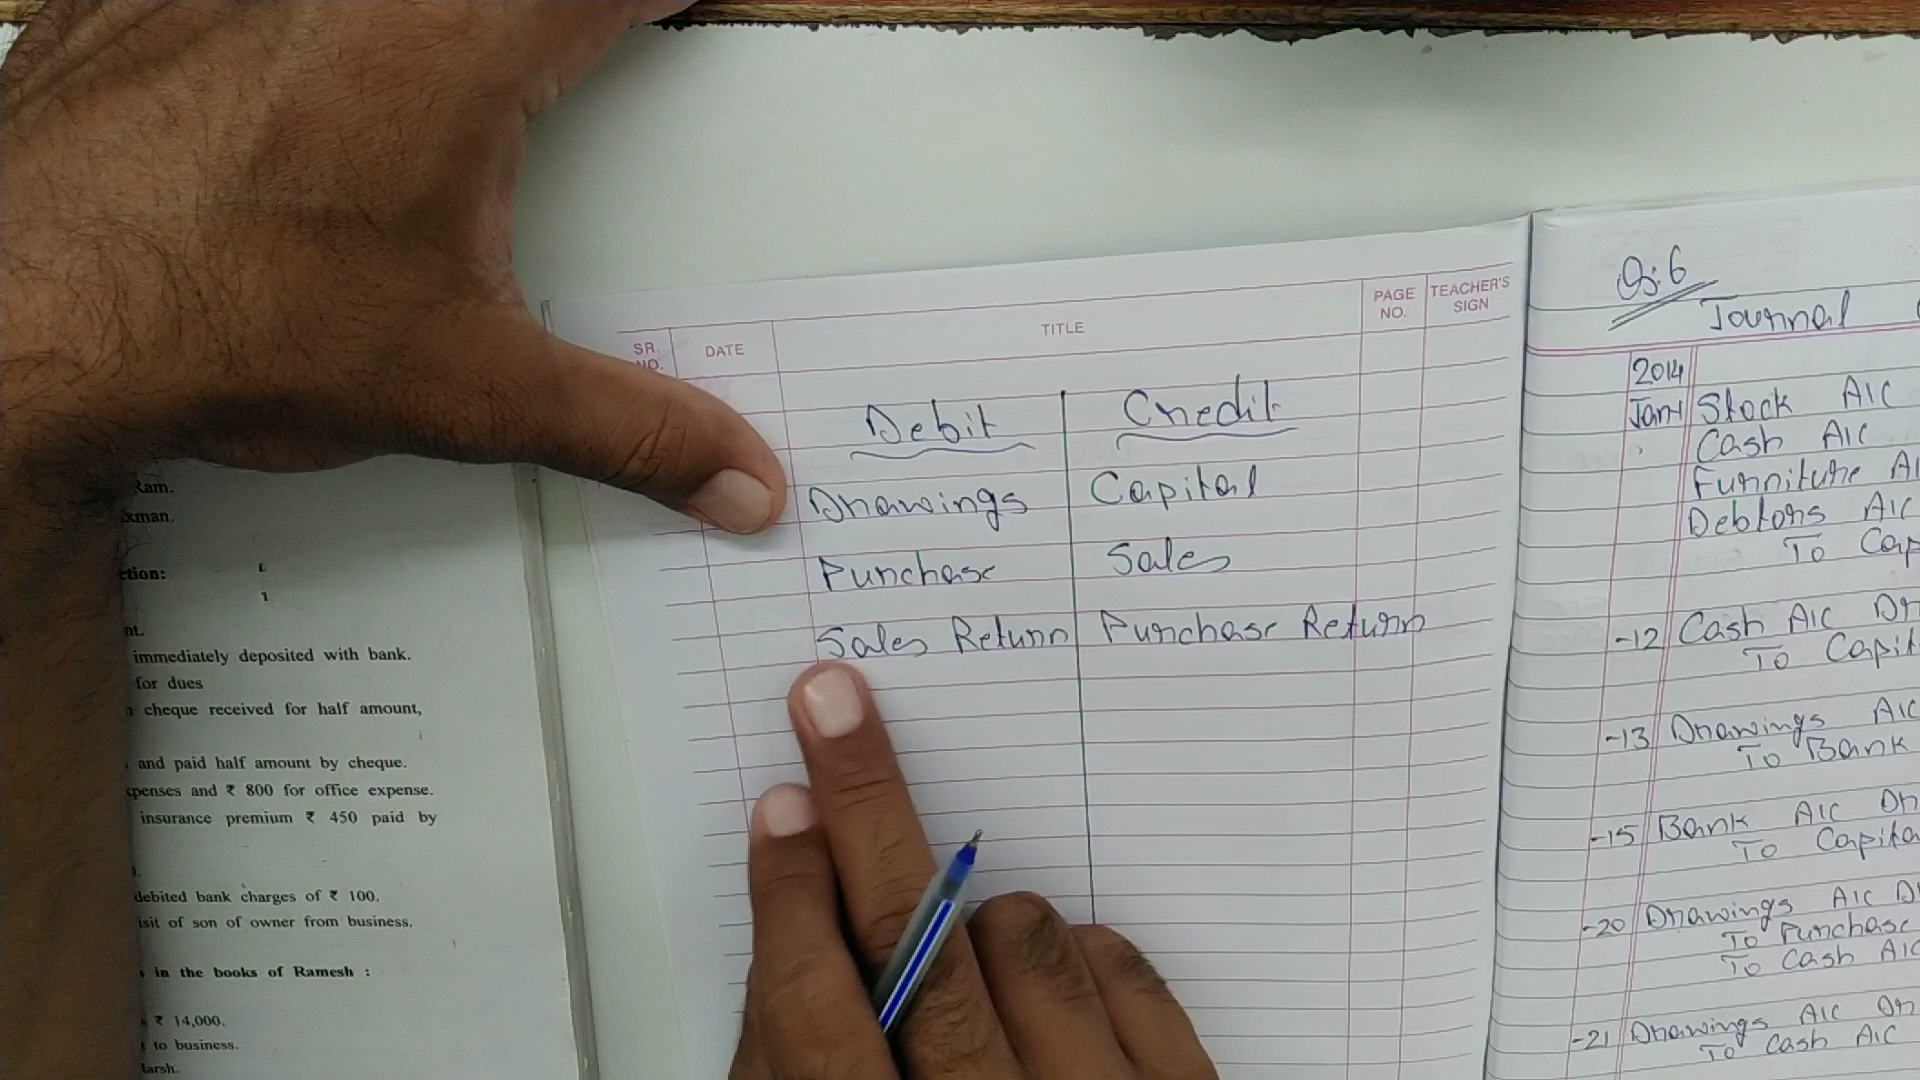 Ram.
xman.
ction:
nt.
immediately deposited with bank.
for dues
cheque received for half amount,
and paid half amount by cheque.
penses and ₹ 800 for office expense.
insurance premium ₹ 450 paid by
debited bank charges of ₹ 100.
isit of son of owner from business.
in the books of Ramesh :
₹ 14,000.
to business.
larsh.
SR. NO. DATE TITLE PAGE NO. TEACHER'S SIGN
Debit Credit
Drawings Capital
Purchase Sales
Sales Return Purchase Return
Q:6
Journal
2014
Jan-1 Stock A/C
Cash A/C
Furniture A/
Debtors A/C
To Cap
-12 Cash A/C Dr
To Capit
-13 Drawings A/C
To Bank
-15 Bank A/C Dr
To Capita
-20 Drawings A/C D
To Purchase
To Cash A/C
-21 Drawings A/C Dr
To Cash A/C